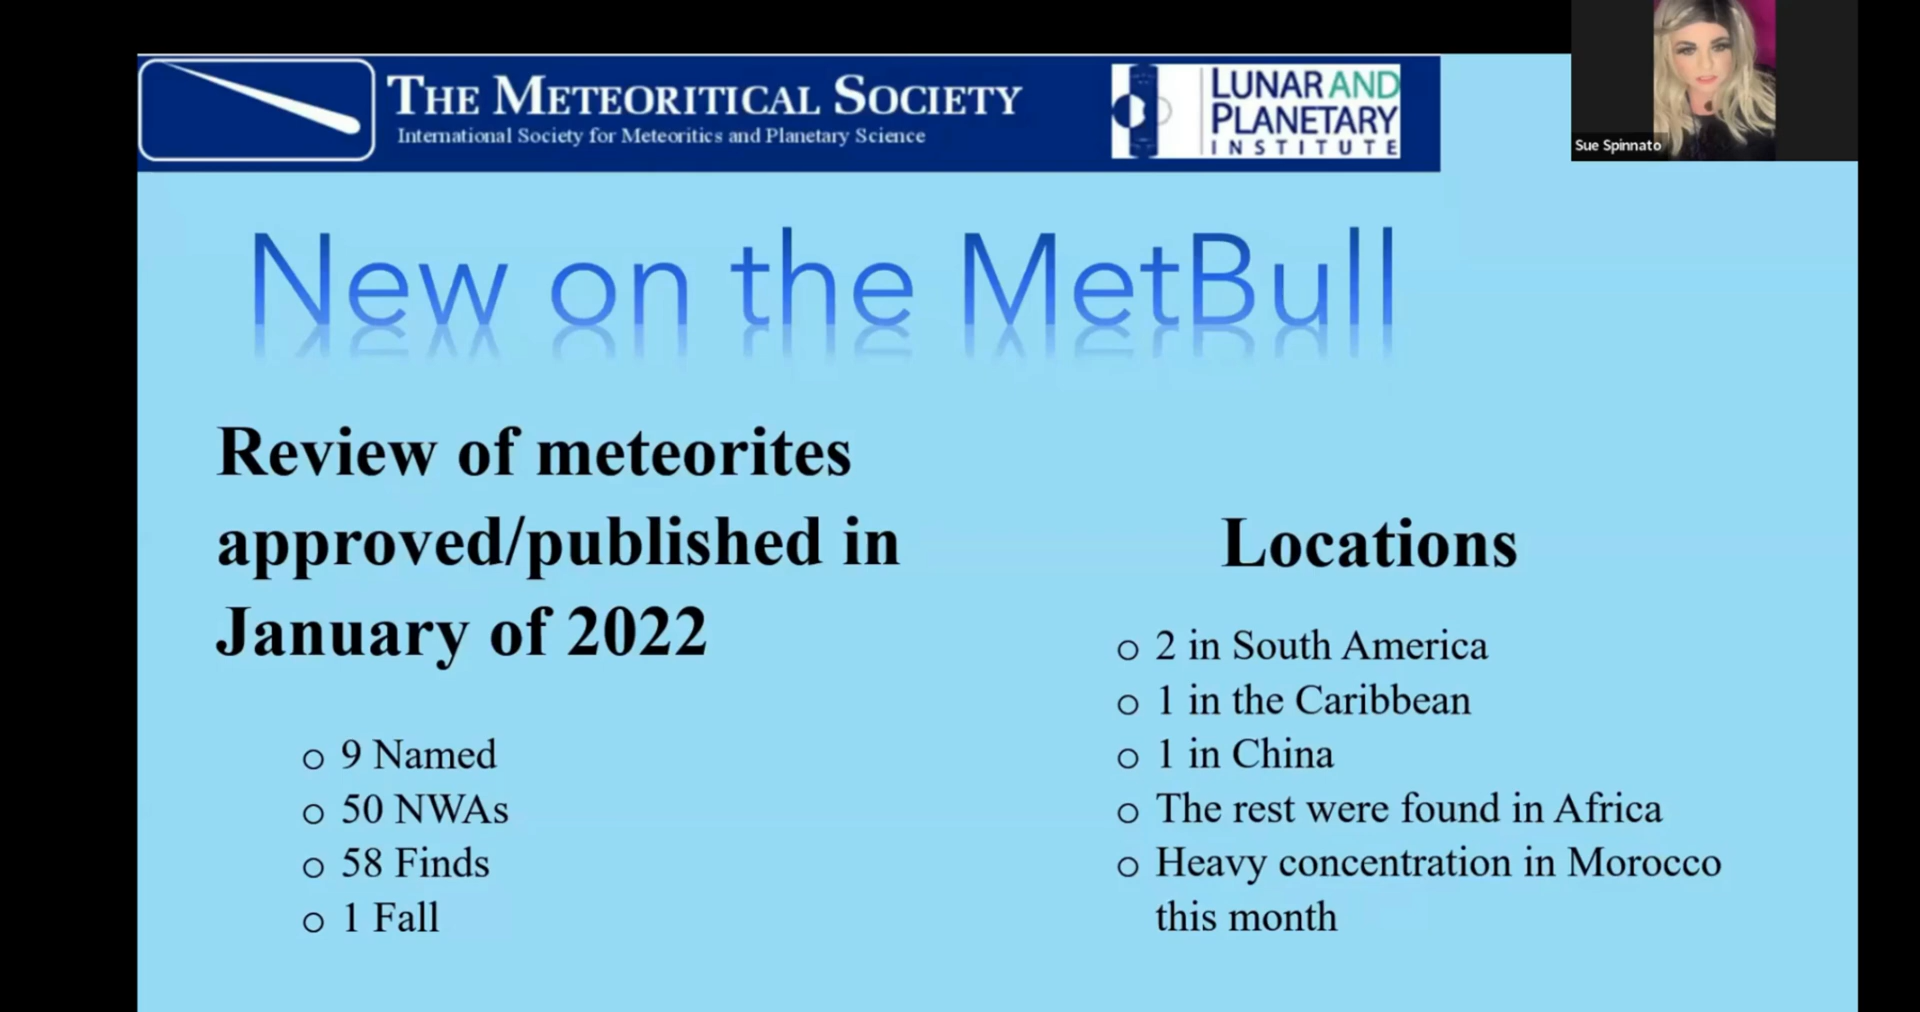 THE METEORITICAL SOCIETY
International Society for Meteoritics and Planetary Science
LUNAR AND
PLANETARY
INSTITUTE
Sue Spinnato
New on the MetBull
Review of meteorites
approved/published in
January of 2022
o 9 Named
o 50 NWAs
o 58 Finds
o 1 Fall
Locations
o 2 in South America
o 1 in the Caribbean
o 1 in China
o The rest were found in Africa
o Heavy concentration in Morocco
this month